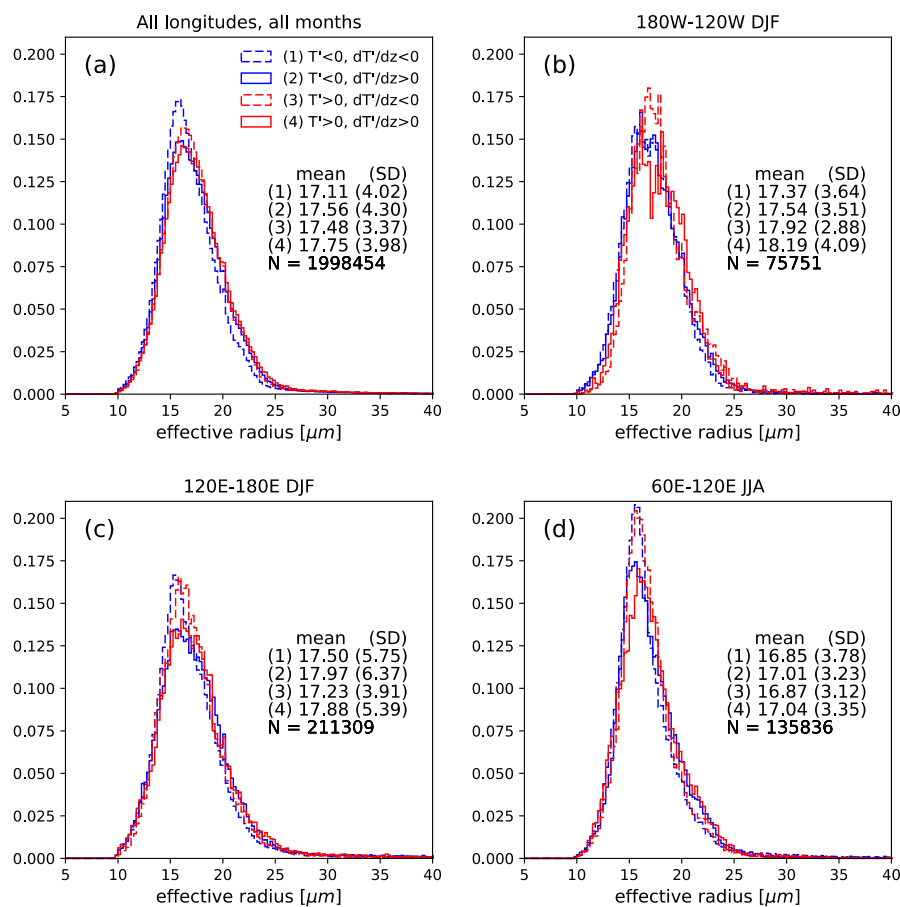 All longitudes, all months
(a)
(1) T'<0, dT'/dz<0
(2) T'<0, dT'/dz>0
(3) T'>0, dT'/dz<0
(4) T'>0, dT'/dz>0
mean (SD)
(1) 17.11 (4.02)
(2) 17.56 (4.30)
(3) 17.48 (3.37)
(4) 17.75 (3.98)
N = 1998454
0.200
0.175
0.150
0.125
0.100
0.075
0.050
0.025
0.000
5 10 15 20 25 30 35 40
effective radius [μm]
180W-120W DJF
(b)
mean (SD)
(1) 17.37 (3.64)
(2) 17.54 (3.51)
(3) 17.92 (2.88)
(4) 18.19 (4.09)
N = 75751
0.200
0.175
0.150
0.125
0.100
0.075
0.050
0.025
0.000
5 10 15 20 25 30 35 40
effective radius [μm]
120E-180E DJF
(c)
mean (SD)
(1) 17.50 (5.75)
(2) 17.97 (6.37)
(3) 17.23 (3.91)
(4) 17.88 (5.39)
N = 211309
0.200
0.175
0.150
0.125
0.100
0.075
0.050
0.025
0.000
5 10 15 20 25 30 35 40
effective radius [μm]
60E-120E JJA
(d)
mean (SD)
(1) 16.85 (3.78)
(2) 17.01 (3.23)
(3) 16.87 (3.12)
(4) 17.04 (3.35)
N = 135836
0.200
0.175
0.150
0.125
0.100
0.075
0.050
0.025
0.000
5 10 15 20 25 30 35 40
effective radius [μm]